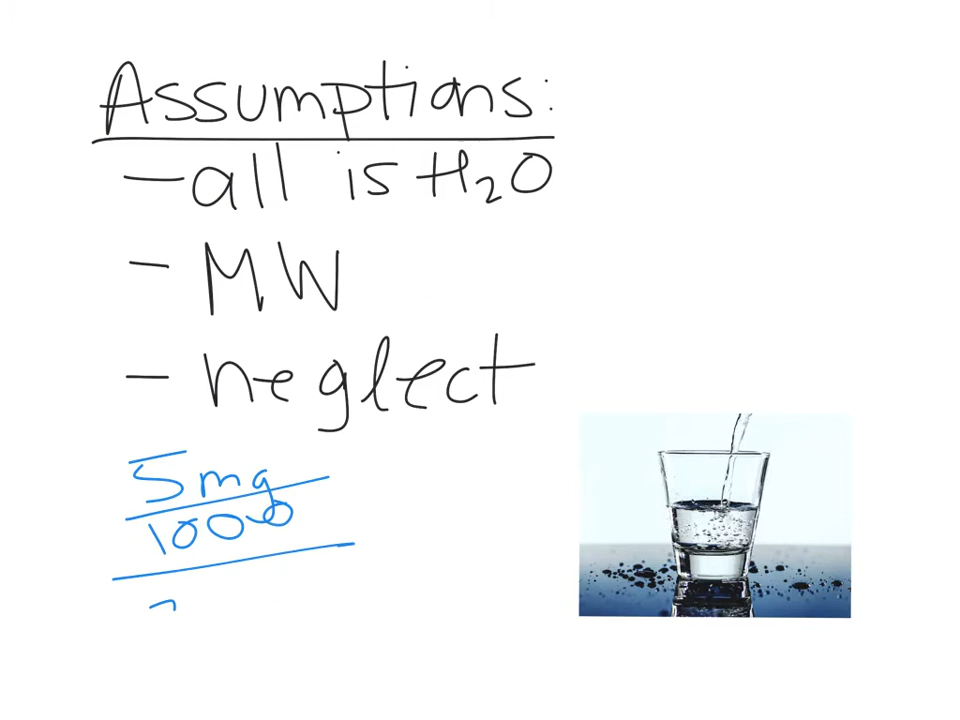 Assumptions:
- all is H₂O
- MW
- neglect
5mg
1000